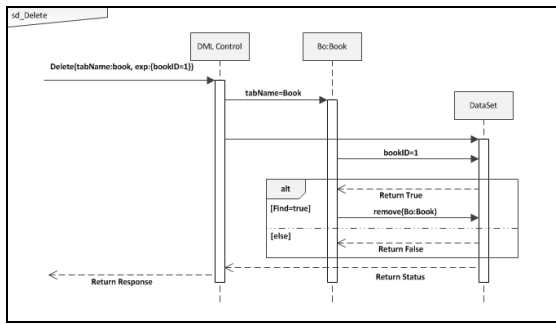 sd_Delete
DML Control
Bo:Book
Delete(tabName:book, exp:{bookID=1})
tabName=Book
DataSet
bookID=1
alt
Return True
[Find=true]
remove(Bo:Book)
[else]
Return False
Return Status
Return Response